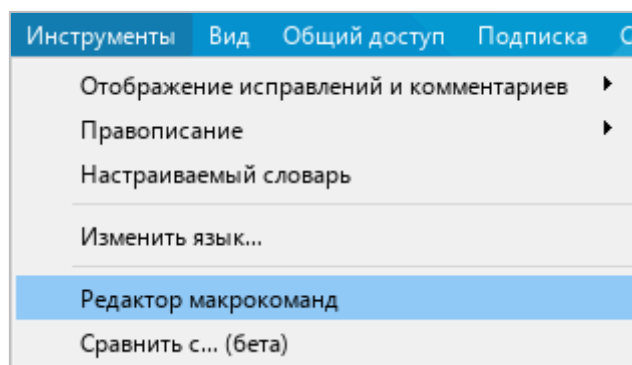 Инструменты Вид Общий доступ Подписка
Отображение исправлений и комментариев
Правописание
Настраиваемый словарь
Изменить язык...
Редактор макрокоманд
Сравнить с... (бета)